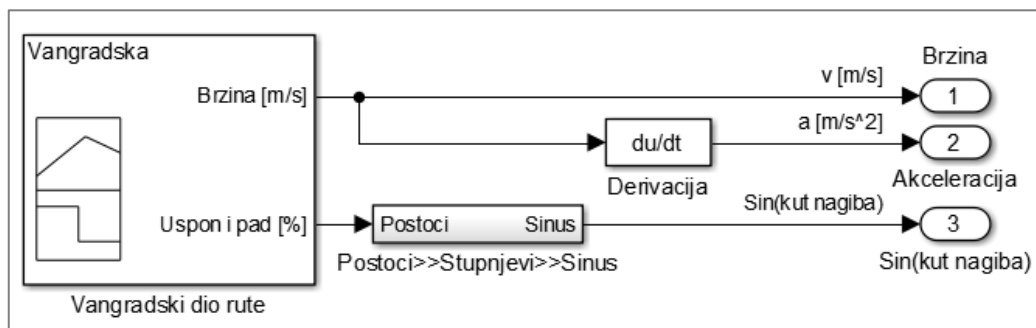 Vangradska
Brzina [m/s]
Uspon i pad [%]
Vangradski dio rute
v [m/s]
Brzina
1
du/dt
Derivacija
a [m/s^2]
2
Akceleracija
Postoci
Sinus
Postoci>>Stupnjevi>>Sinus
Sin(kut nagiba)
3
Sin(kut nagiba)